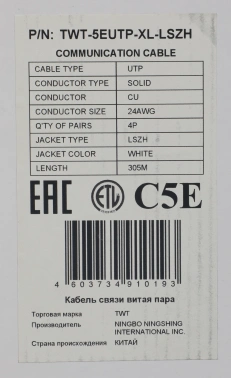 P/N: TWT-5EUTP-XL-LSZH
COMMUNICATION CABLE
CABLE TYPE UTP
CONDUCTOR TYPE SOLID
CONDUCTOR CU
CONDUCTOR SIZE 24AWG
Q'TY OF PAIRS 4P
JACKET TYPE LSZH
JACKET COLOR WHITE
LENGTH 305M
EAC ETL C5E
4 603734 910193
Кабель связи витая пара
Торговая марка TWT
Производитель NINGBO NINGSHING
INTERNATIONAL INC.
Страна происхождения КИТАЙ